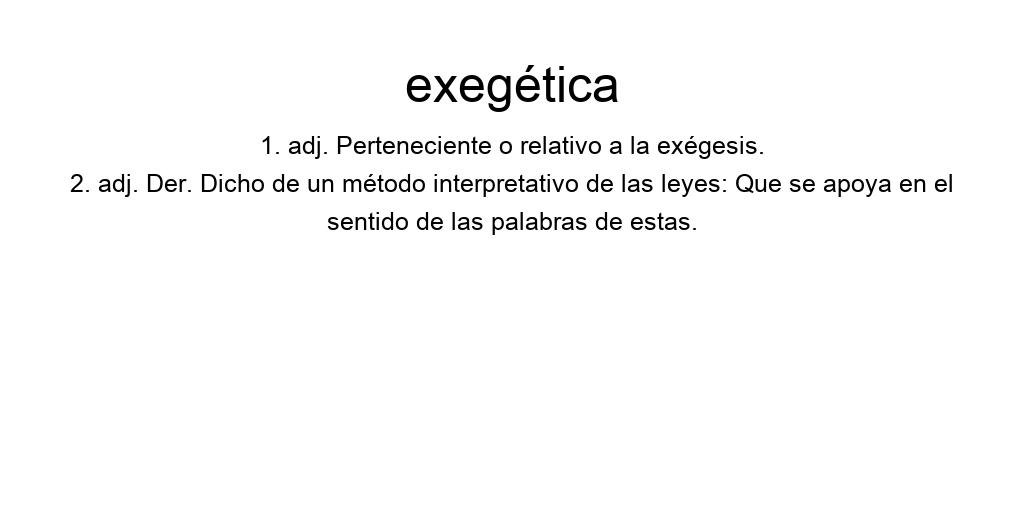 exegética
1. adj. Perteneciente o relativo a la exégesis.
2. adj. Der. Dicho de un método interpretativo de las leyes: Que se apoya en el
sentido de las palabras de estas.